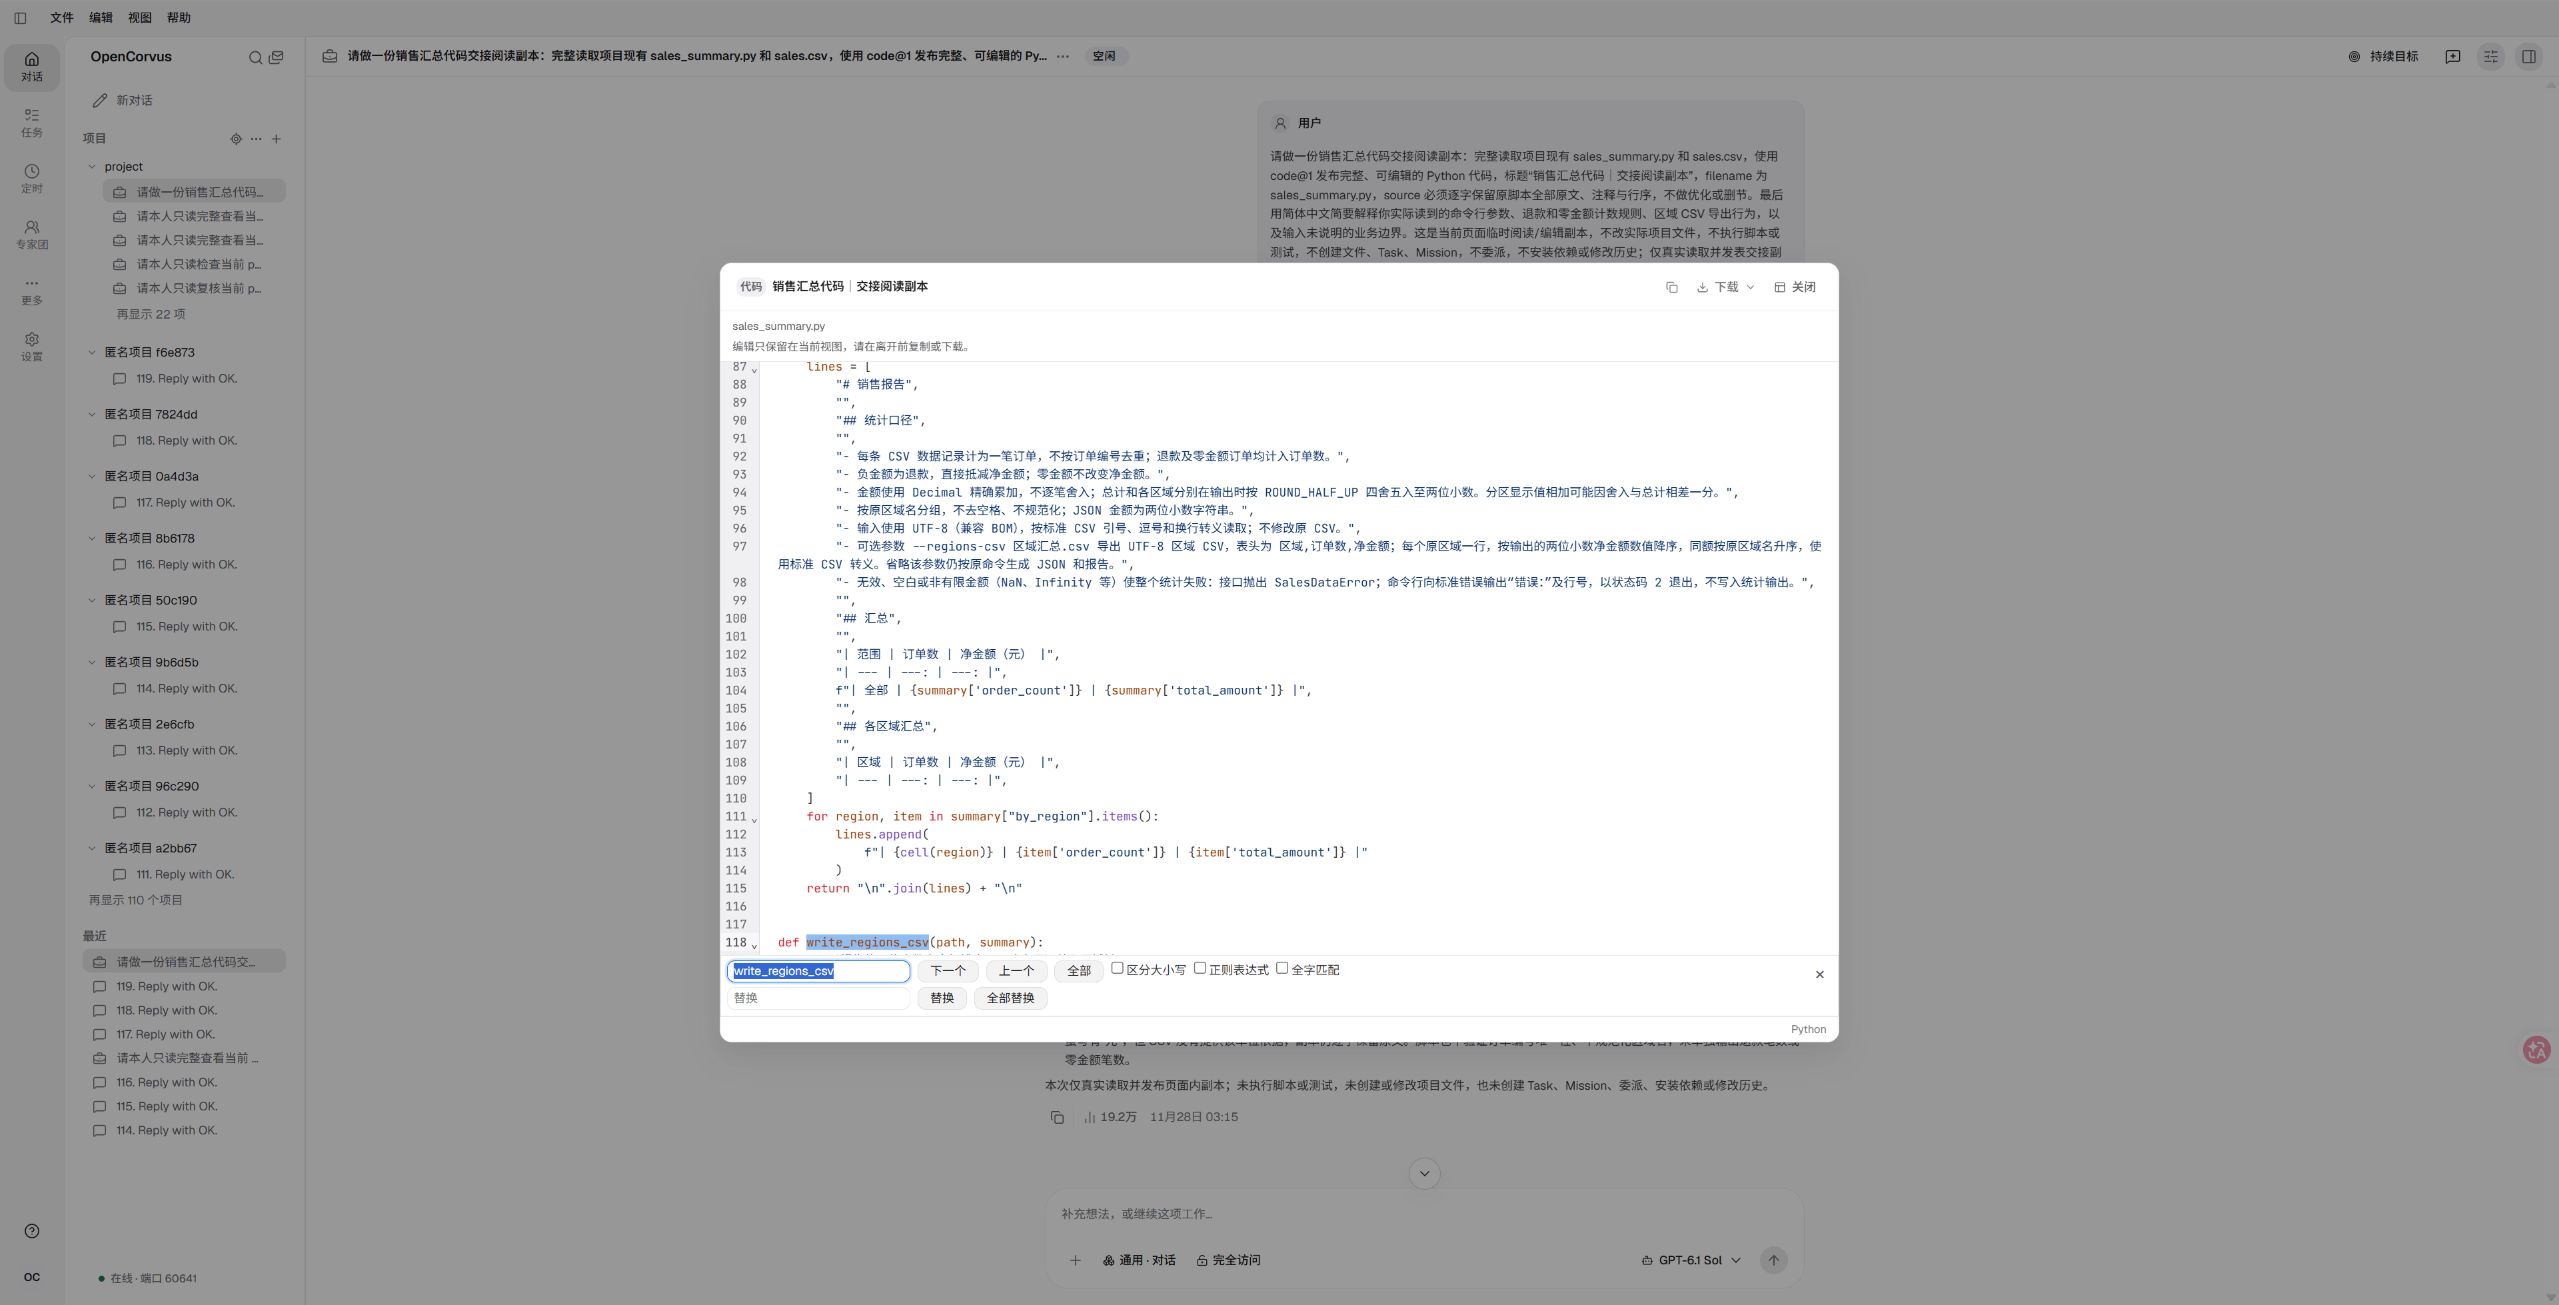 文件 编辑 视图 帮助
对话
任务
定时
专家团
更多
设置
OC
OpenCorvus
新对话
项目
project
请做一份销售汇总代码...
请本人只读完整查看当...
请本人只读完整查看当...
请本人只读检查当前 p...
请本人只读复核当前 p...
再显示 22 项
匿名项目 f6e873
119. Reply with OK.
匿名项目 7824dd
118. Reply with OK.
匿名项目 0a4d3a
117. Reply with OK.
匿名项目 8b6178
116. Reply with OK.
匿名项目 50c190
115. Reply with OK.
匿名项目 9b6d5b
114. Reply with OK.
匿名项目 2e6cfb
113. Reply with OK.
匿名项目 96c290
112. Reply with OK.
匿名项目 a2bb67
111. Reply with OK.
再显示 110 个项目
最近
请做一份销售汇总代码交...
119. Reply with OK.
118. Reply with OK.
117. Reply with OK.
请本人只读完整查看当前 ...
116. Reply with OK.
115. Reply with OK.
114. Reply with OK.
在线 · 端口 60641
请做一份销售汇总代码交接阅读副本：完整读取项目现有 sales_summary.py 和 sales.csv，使用 code@1 发布完整、可编辑的 Py... ··· 空闲
持续目标
用户
请做一份销售汇总代码交接阅读副本：完整读取项目现有 sales_summary.py 和 sales.csv，使用
code@1 发布完整、可编辑的 Python 代码，标题“销售汇总代码｜交接阅读副本”，filename 为
sales_summary.py，source 必须逐字保留原脚本全部原文、注释与行序，不做优化或删节。最后
用简体中文简要解释你实际读到的命令行参数、退款和零金额计数规则、区域 CSV 导出行为，以
及输入未说明的业务边界。这是当前页面临时阅读/编辑副本，不改实际项目文件，不执行脚本或
测试，不创建文件、Task、Mission，不委派，不安装依赖或修改历史；仅真实读取并发表交接副
代码 销售汇总代码｜交接阅读副本
下载 关闭
sales_summary.py
编辑只保留在当前视图，请在离开前复制或下载。
87 lines = [
88 "# 销售报告",
89 "",
90 "## 统计口径",
91 "",
92 "- 每条 CSV 数据记录计为一笔订单，不按订单编号去重；退款及零金额订单均计入订单数。",
93 "- 负金额为退款，直接抵减净金额；零金额不改变净金额。",
94 "- 金额使用 Decimal 精确累加，不逐笔舍入；总计和各区域分别在输出时按 ROUND_HALF_UP 四舍五入至两位小数。分区显示值相加可能因舍入与总计相差一分。",
95 "- 按原区域名分组，不去空格、不规范化；JSON 金额为两位小数字符串。",
96 "- 输入使用 UTF-8（兼容 BOM），按标准 CSV 引号、逗号和换行转义读取；不修改原 CSV。",
97 "- 可选参数 --regions-csv 区域汇总.csv 导出 UTF-8 区域 CSV，表头为 区域,订单数,净金额；每个原区域一行，按输出的两位小数净金额数值降序，同额按原区域名升序，使
用标准 CSV 转义。省略该参数仍按原命令生成 JSON 和报告。",
98 "- 无效、空白或非有限金额（NaN、Infinity 等）使整个统计失败：接口抛出 SalesDataError；命令行向标准错误输出“错误:”及行号，以状态码 2 退出，不写入统计输出。",
99 "",
100 "## 汇总",
101 "",
102 "| 范围 | 订单数 | 净金额（元） |",
103 "| --- | ---: | ---: |",
104 f"| 全部 | {summary['order_count']} | {summary['total_amount']} |",
105 "",
106 "## 各区域汇总",
107 "",
108 "| 区域 | 订单数 | 净金额（元） |",
109 "| --- | ---: | ---: |",
110 ]
111 for region, item in summary["by_region"].items():
112 lines.append(
113 f"| {cell(region)} | {item['order_count']} | {item['total_amount']} |"
114 )
115 return "\n".join(lines) + "\n"
116
117
118 def write_regions_csv(path, summary):
write_regions_csv 下一个 上一个 全部 区分大小写 正则表达式 全字匹配 ×
替换 替换 全部替换
Python
零金额笔数。
本次仅真实读取并发布页面内副本；未执行脚本或测试，未创建或修改项目文件，也未创建 Task、Mission、委派、安装依赖或修改历史。
19.2万 11月28日 03:15
补充想法，或继续这项工作...
通用 · 对话 完全访问 GPT-6.1 Sol